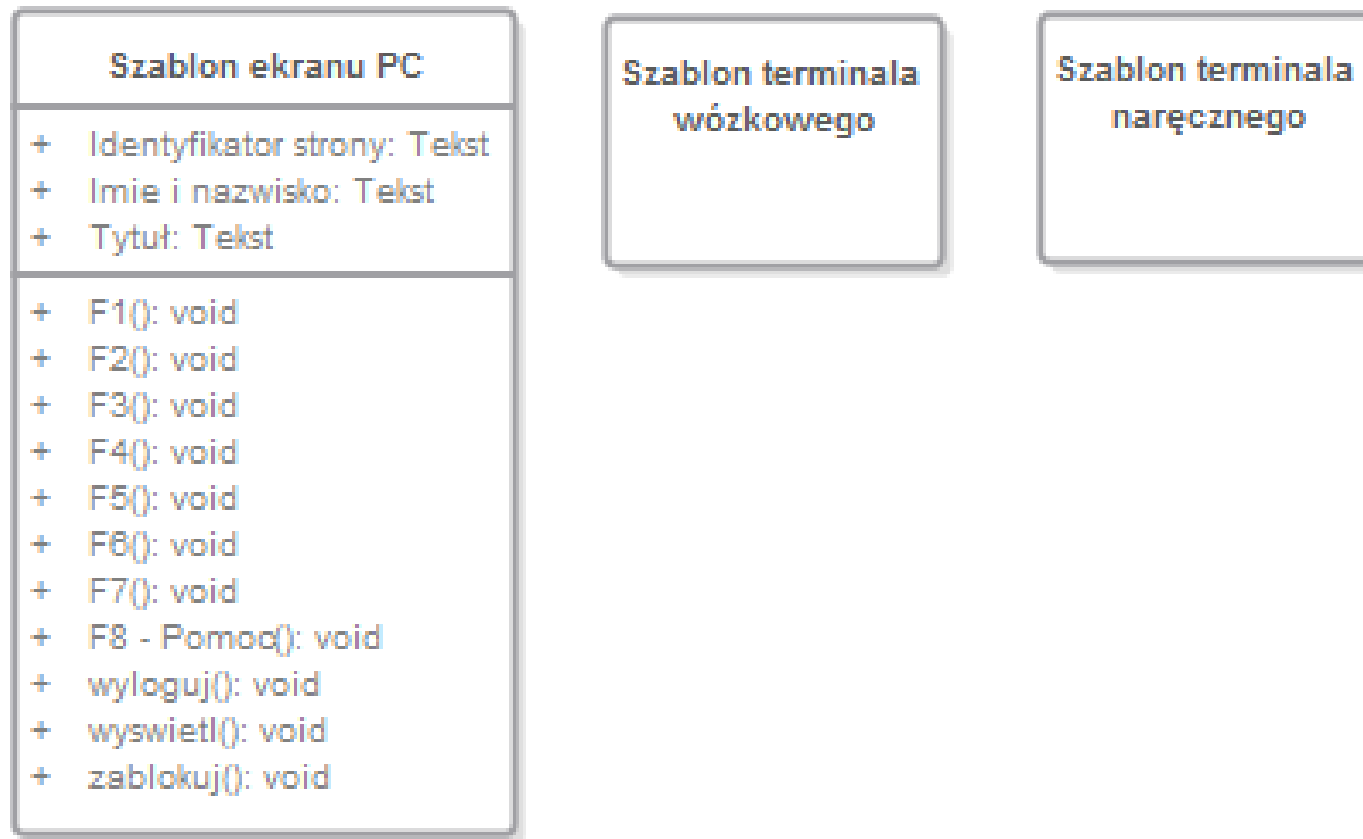 Szablon ekranu PC
+ Identyfikator strony: Tekst
+ Imie i nazwisko: Tekst
+ Tytuł: Tekst
+ F1(): void
+ F2(): void
+ F3(): void
+ F4(): void
+ F5(): void
+ F6(): void
+ F7(): void
+ F8 - Pomoc(): void
+ wyloguj(): void
+ wyswietl(): void
+ zablokuj(): void
Szablon terminala
wózkowego
Szablon terminala
naręcznego